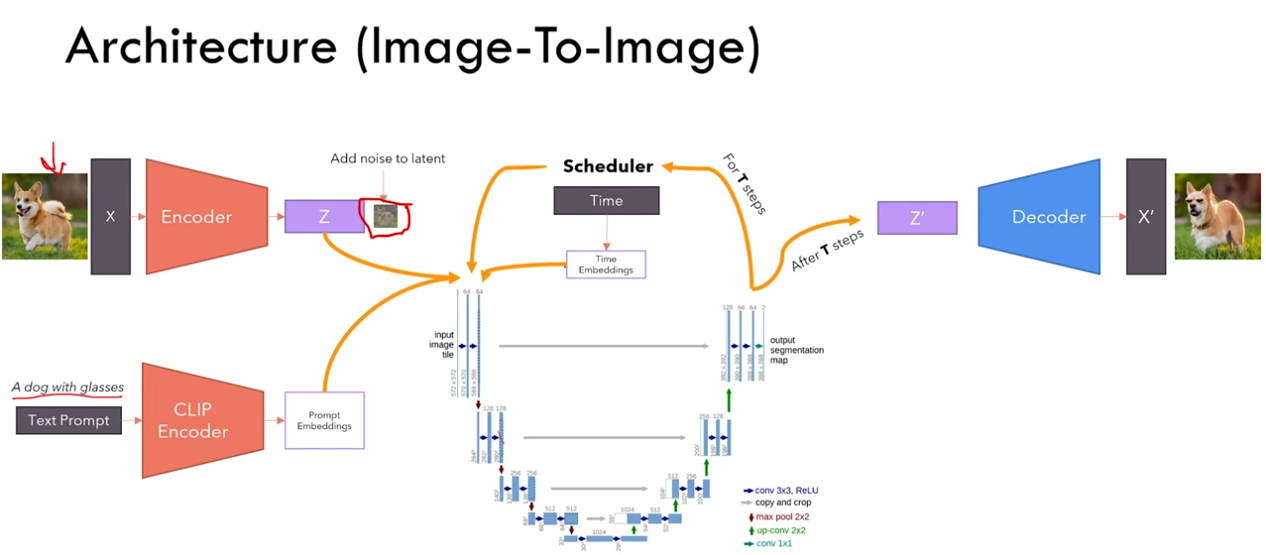 Architecture (Image-To-Image)
Add noise to latent
X
Encoder
Z
Scheduler
Time
Time
Embeddings
For T steps
After T steps
Z'
Decoder
X'
A dog with glasses
Text Prompt
CLIP
Encoder
Prompt
Embeddings
1 64 64
input
image
tile
572 x 572
570 x 570
568 x 568
128 128
256 256
512 512
1024
1024 512
512 256
256 128
128 64 64 2
392 x 392
390 x 390
388 x 388
388 x 388
output
segmentation
map
conv 3x3, ReLU
copy and crop
max pool 2x2
up-conv 2x2
conv 1x1